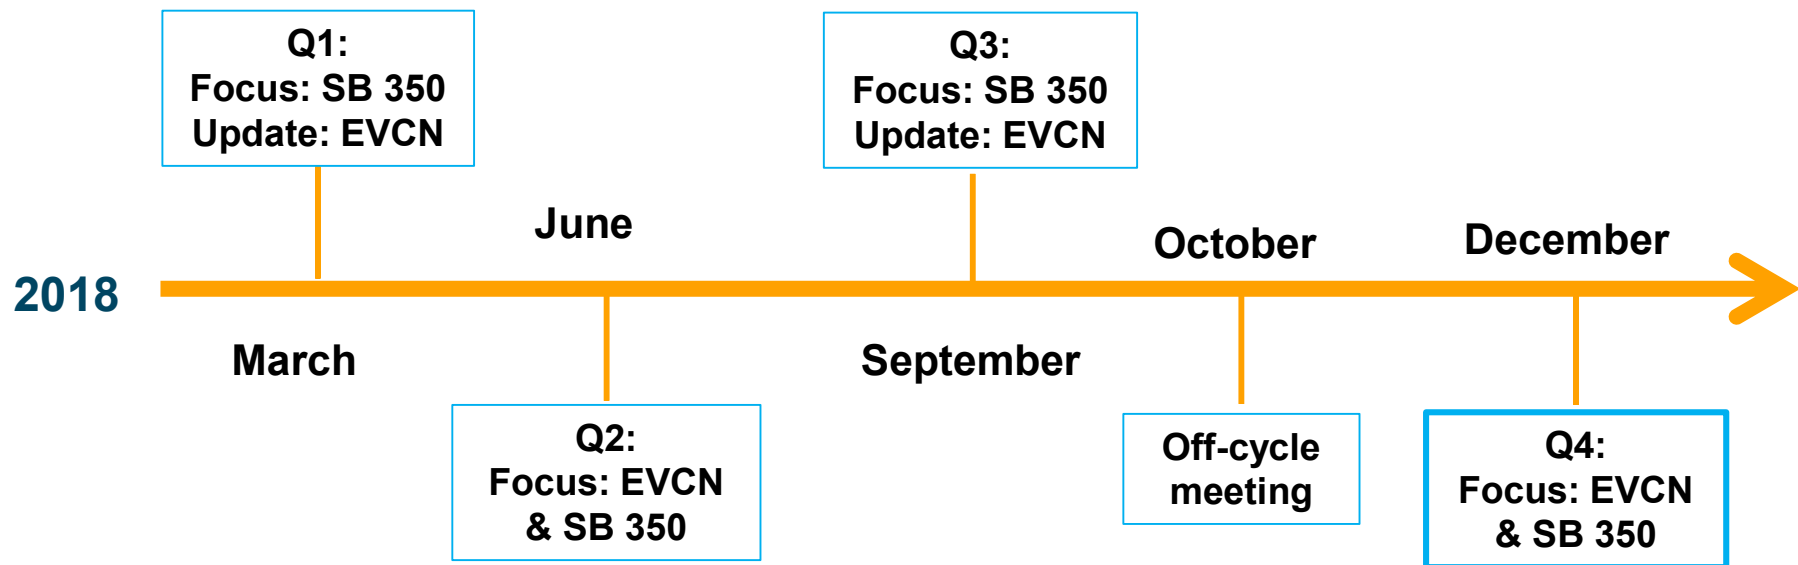 Q1:
Focus: SB 350
Update: EVCN
Q3:
Focus: SB 350
Update: EVCN
June
October
December
2018
March
September
Q2:
Focus: EVCN
& SB 350
Off-cycle
meeting
Q4:
Focus: EVCN
& SB 350